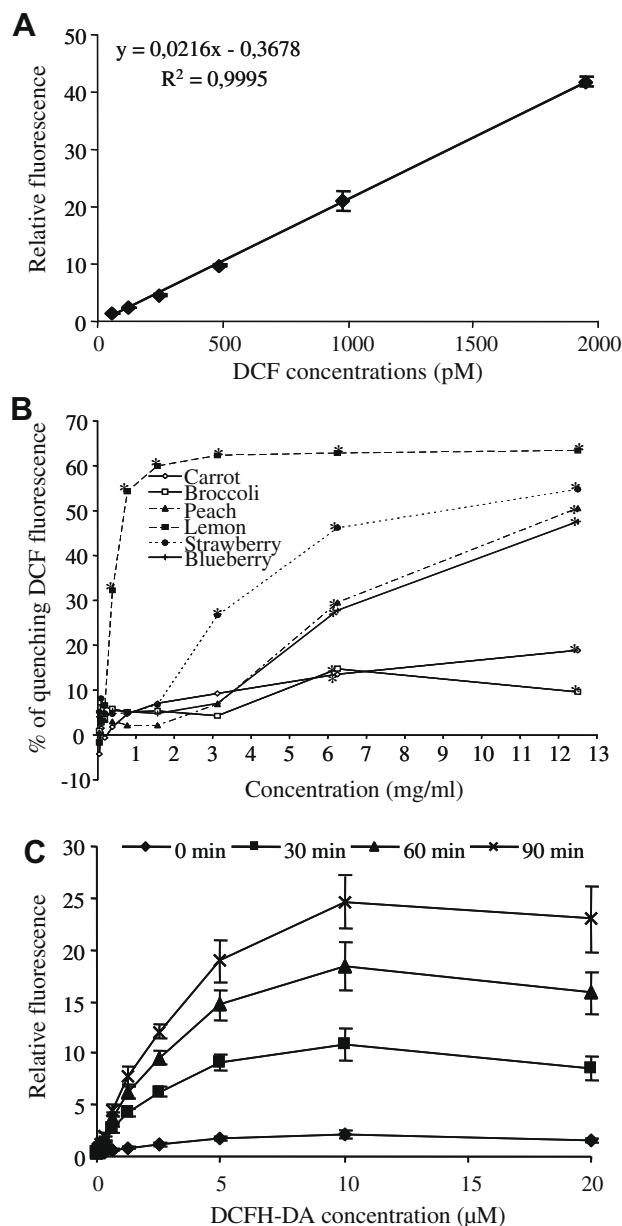 A
y = 0,0216x - 0,3678
R² = 0,9995
50
40
30
20
10
0
Relative fluorescence
0 500 1000 1500 2000
DCF concentrations (pM)
B
70
60
50
40
30
20
10
0
-10
% of quenching DCF fluorescence
Carrot
Broccoli
Peach
Lemon
Strawberry
Blueberry
* * * * * *
* * *
* * * *
* * * *
1 2 3 4 5 6 7 8 9 10 11 12 13
Concentration (mg/ml)
C
0 min 30 min 60 min 90 min
30
25
20
15
10
5
0
Relative fluorescence
0 5 10 15 20
DCFH-DA concentration (µM)